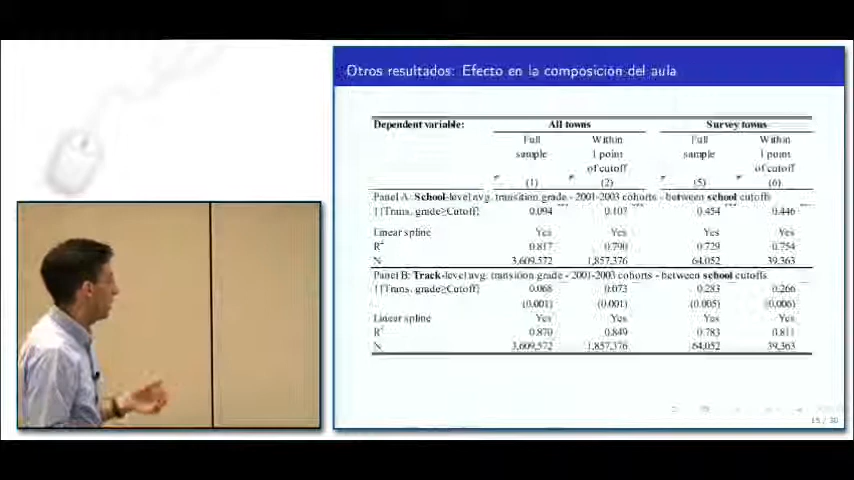 Otros resultados: Efecto en la composición del aula
Dependent variable: All towns Survey towns
Full Within Full Within
sample 1 point sample 1 point
of cutoff of cutoff
(1) (2) (5) (6)
Panel A: School-level avg. transition grade - 2001-2003 cohorts - between school cutoffs
1{Trans. grade≥Cutoff} 0.094 0.107 0.454 0.446
Linear spline Yes Yes Yes Yes
R² 0.817 0.790 0.729 0.754
N 3,609,572 1,857,376 64,052 39,363
Panel B: Track-level avg. transition grade - 2001-2003 cohorts - between school cutoffs
1{Trans. grade≥Cutoff} 0.068 0.073 0.283 0.266
(0.001) (0.001) (0.005) (0.006)
Linear spline Yes Yes Yes Yes
R² 0.870 0.849 0.783 0.811
N 3,609,572 1,857,376 64,052 39,363
15 / 30